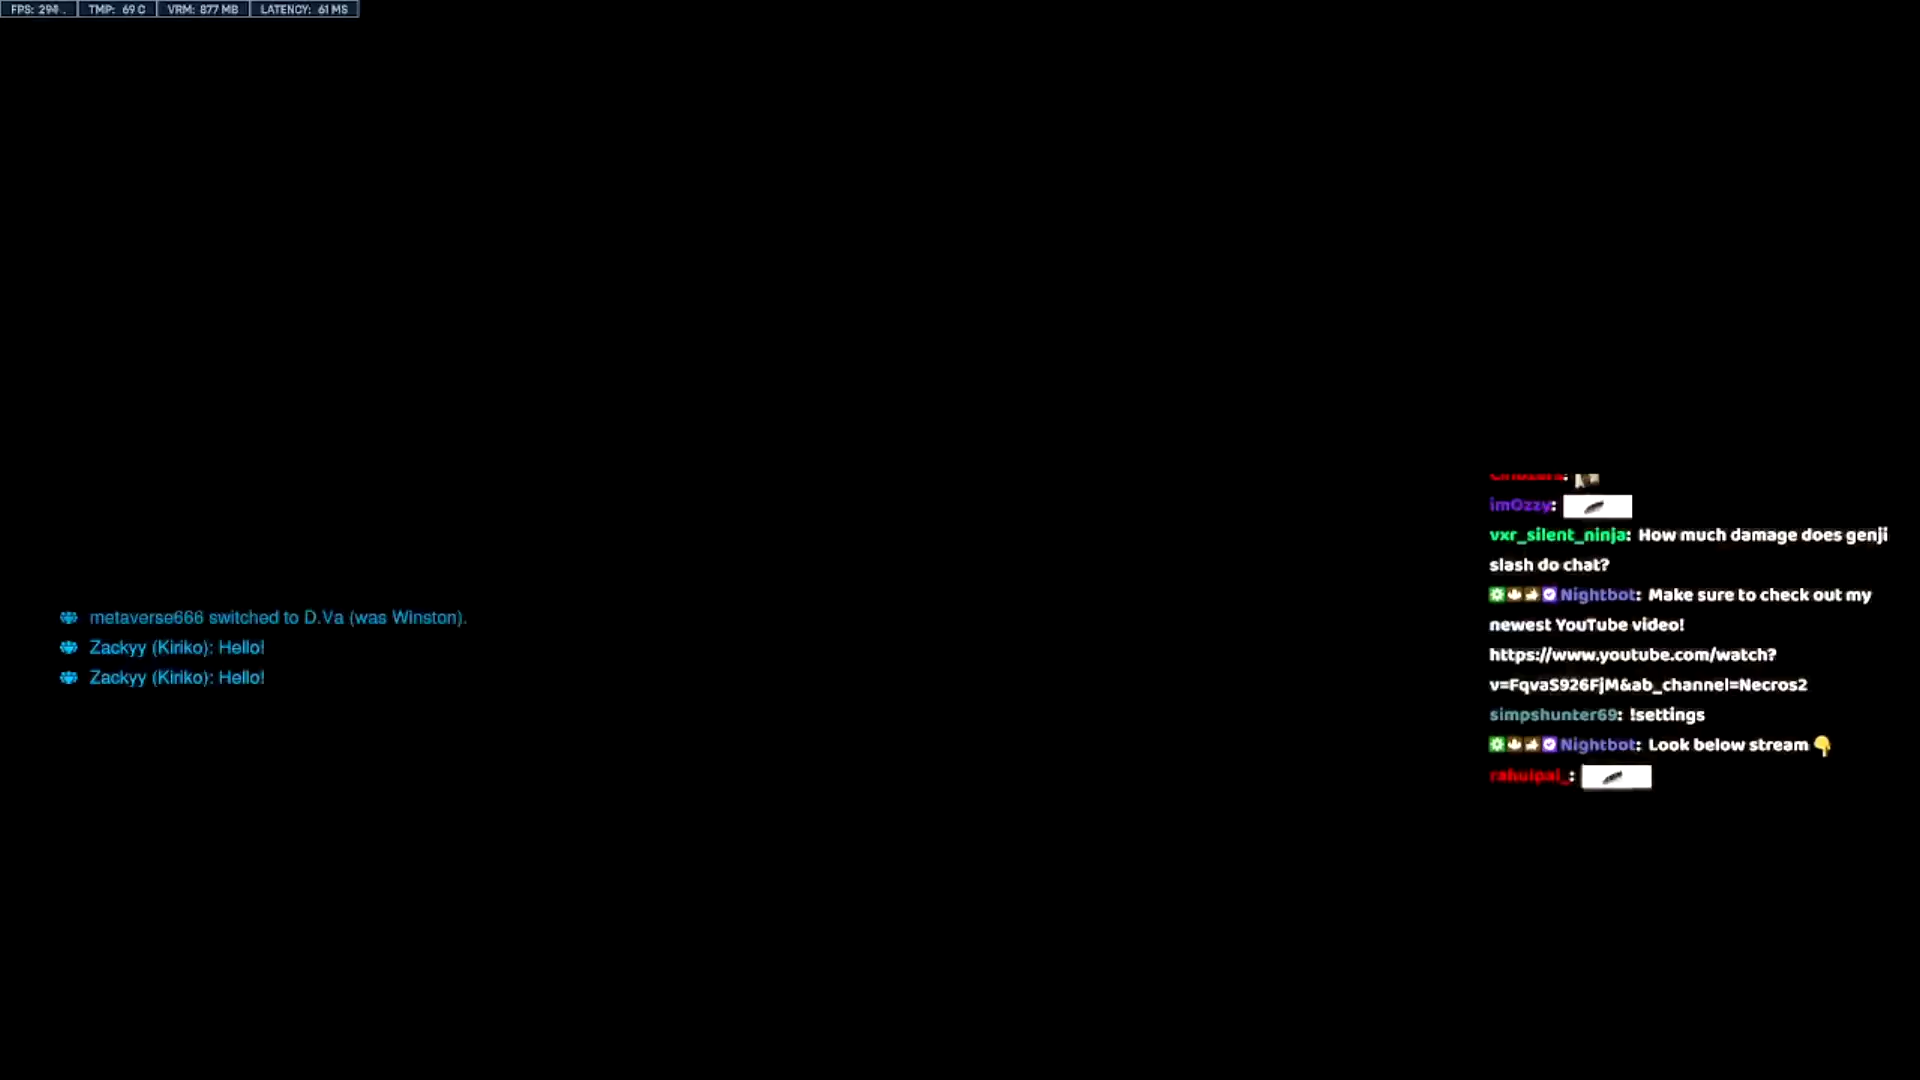 TMP: 69 C
VRM: 877 MB
LATENCY: 61 MS
FPS:
imOzzy:
vxr_silent_ninja: How much damage does genji
slash do chat?
Nightbot: Make sure to check out my
newest YouTube video!
https://www.youtube.com/watch?
v=FqvaS926FjM&ab_channel=Necros2
simpshunter69: !settings
Nightbot: Look below stream
rahulpal_:
metaverse666 switched to D.Va (was Winston).
Zackyy (Kiriko): Hello!
Zackyy (Kiriko): Hello!